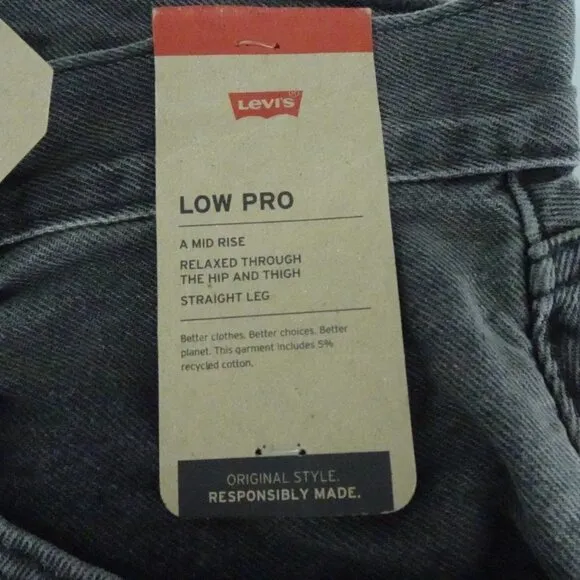 Levi's®
LOW PRO
A MID RISE
RELAXED THROUGH
THE HIP AND THIGH
STRAIGHT LEG
Better clothes. Better choices. Better
planet. This garment includes 5%
recycled cotton.
ORIGINAL STYLE.
RESPONSIBLY MADE.